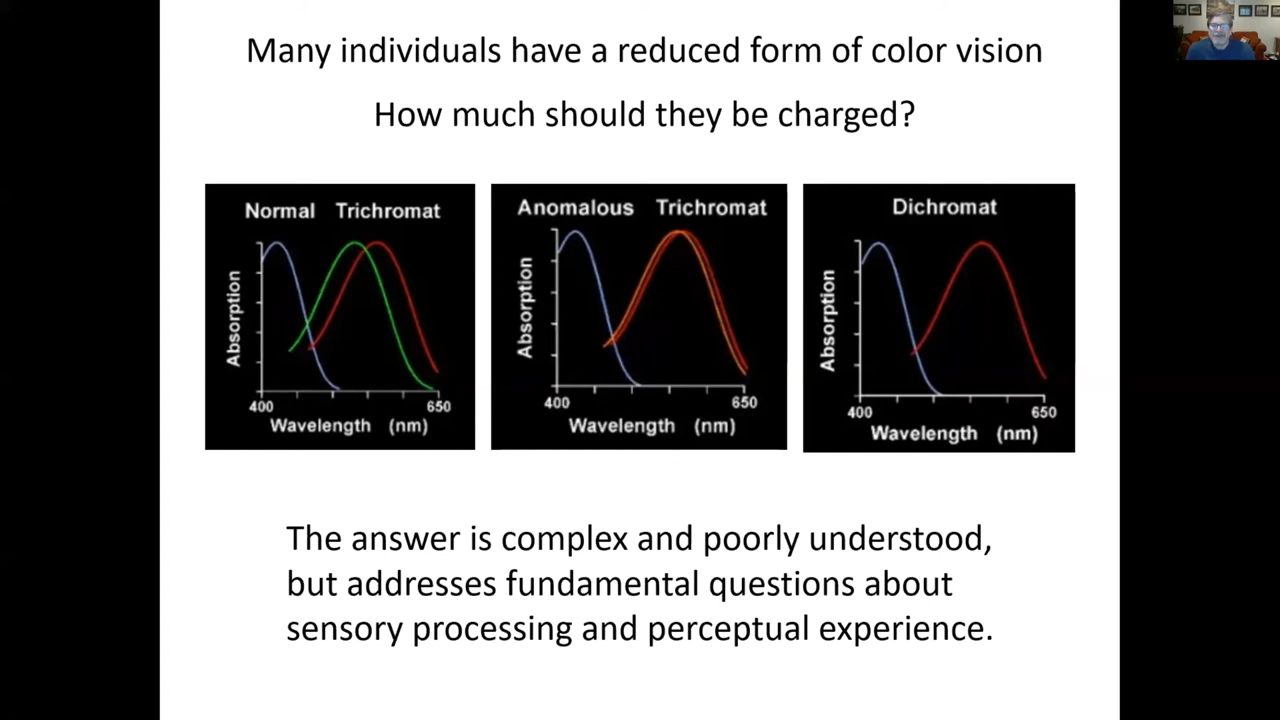 Many individuals have a reduced form of color vision
How much should they be charged?
Normal Trichromat
Absorption
400
650
Wavelength (nm)
Anomalous Trichromat
Absorption
400
650
Wavelength (nm)
Dichromat
Absorption
400
650
Wavelength (nm)
The answer is complex and poorly understood,
but addresses fundamental questions about
sensory processing and perceptual experience.